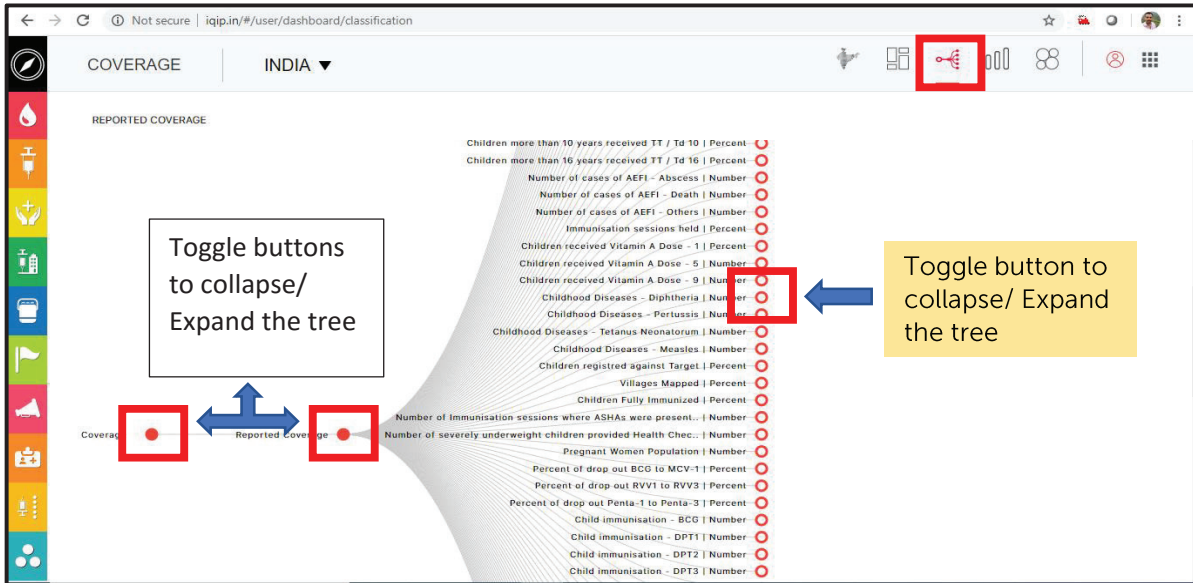 Not secure | iqip.in/#/user/dashboard/classification
COVERAGE
INDIA ▼
REPORTED COVERAGE
Children more than 10 years received TT / Td 10 | Percent
Children more than 16 years received TT / Td 16 | Percent
Number of cases of AEFI - Abscess | Number
Number of cases of AEFI - Death | Number
Number of cases of AEFI - Others | Number
Immunisation sessions held | Percent
Children received Vitamin A Dose - 1 | Percent
Children received Vitamin A Dose - 5 | Number
Children received Vitamin A Dose - 9 | Number
Childhood Diseases - Diphtheria | Number
Childhood Diseases - Pertussis | Number
Childhood Diseases - Tetanus Neonatorum | Number
Childhood Diseases - Measles | Number
Children registred against Target | Percent
Villages Mapped | Percent
Children Fully Immunized | Percent
Number of Immunisation sessions where ASHAs were present.. | Number
Number of severely underweight children provided Health Chec.. | Number
Pregnant Women Population | Number
Percent of drop out BCG to MCV-1 | Percent
Percent of drop out RVV1 to RVV3 | Percent
Percent of drop out Penta-1 to Penta-3 | Percent
Child immunisation - BCG | Number
Child immunisation - DPT1 | Number
Child immunisation - DPT2 | Number
Child immunisation - DPT3 | Number
Toggle buttons
to collapse/
Expand the tree
Coverag
Reported Coverage
Toggle button to
collapse/ Expand
the tree